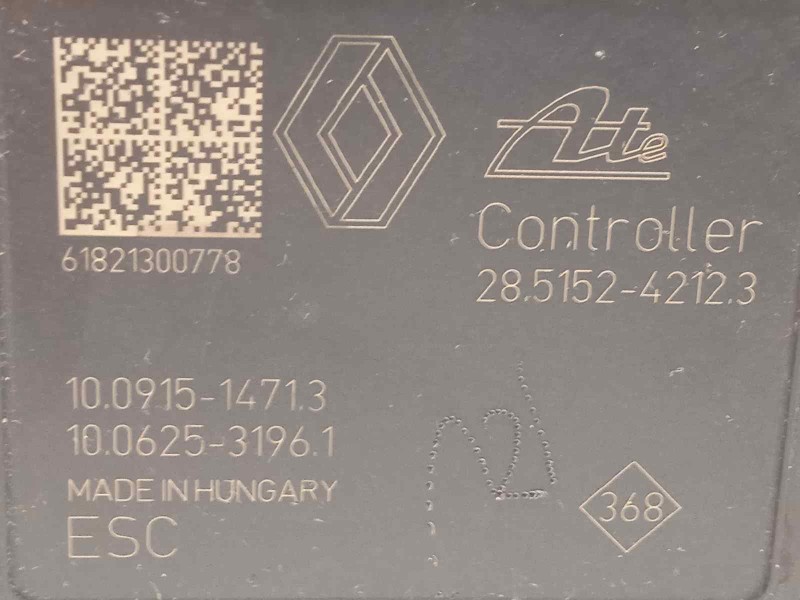 61821300778
Ate
Controller
28.5152-4212.3
10.0915-1471.3
10.0625-3196.1
MADE IN HUNGARY
ESC
368